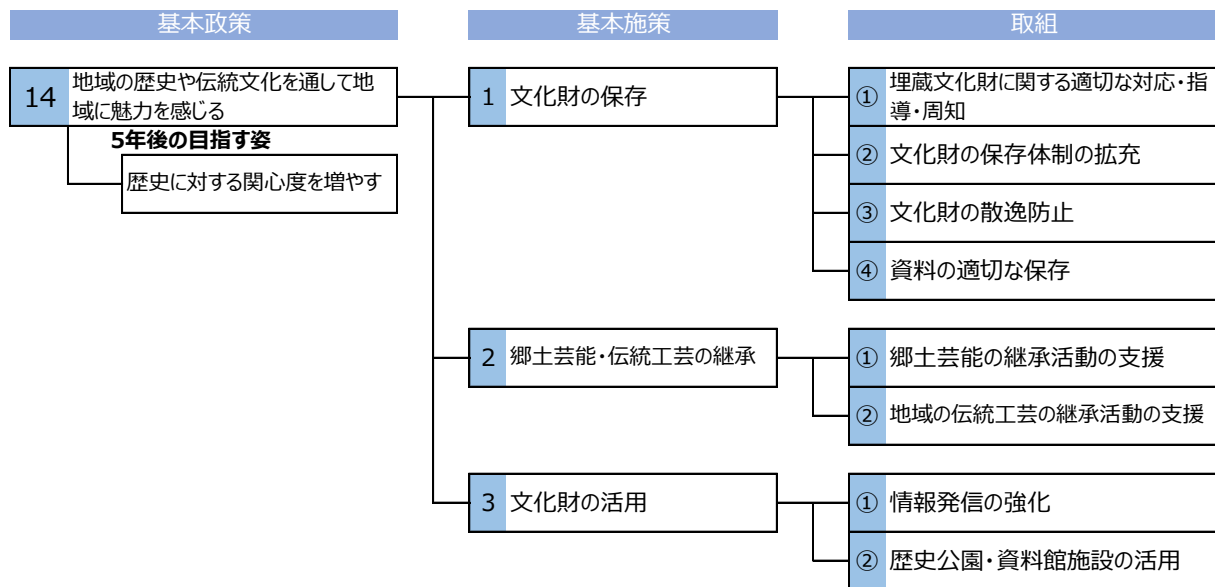 基本政策
基本施策
取組
14
地域の歴史や伝統文化を通して地
域に魅力を感じる
5年後の目指す姿
歴史に対する関心度を増やす
1 文化財の保存
① 埋蔵文化財に関する適切な対応・指
導・周知
② 文化財の保存体制の拡充
③ 文化財の散逸防止
④ 資料の適切な保存
2 郷土芸能・伝統工芸の継承
① 郷土芸能の継承活動の支援
② 地域の伝統工芸の継承活動の支援
3 文化財の活用
① 情報発信の強化
② 歴史公園・資料館施設の活用